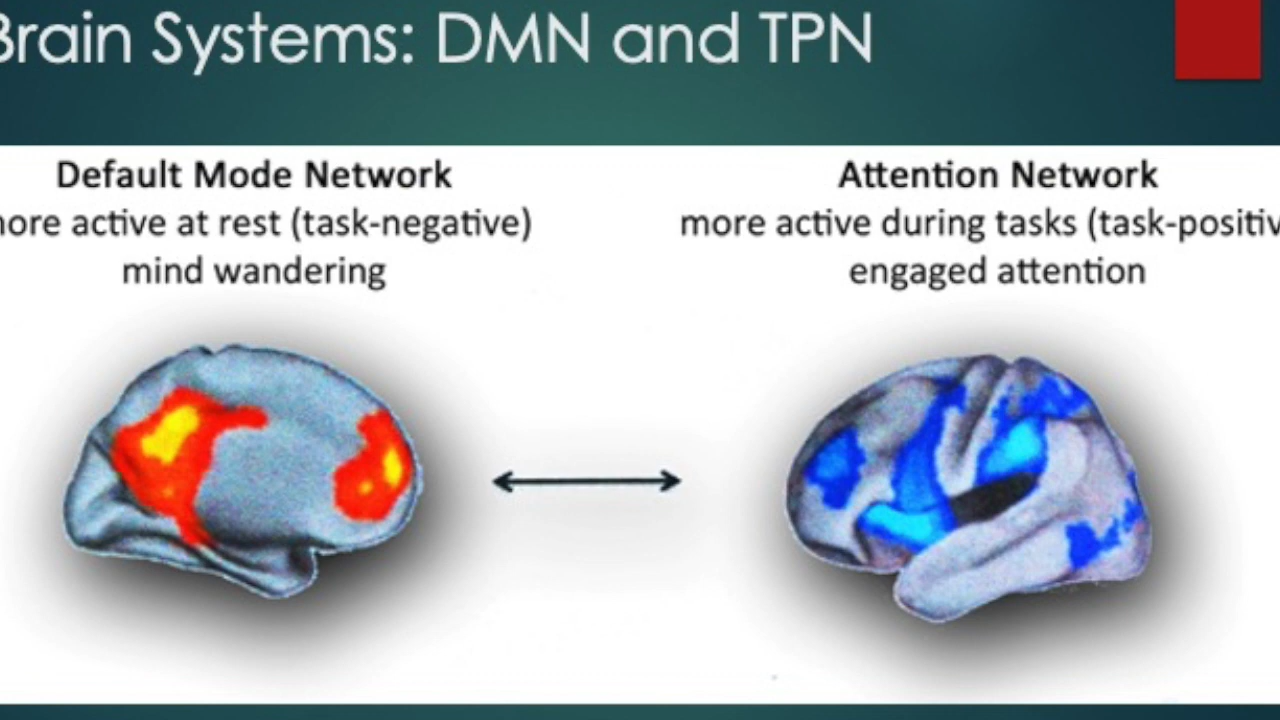 Brain Systems: DMN and TPN
Default Mode Network
more active at rest (task-negative)
mind wandering
Attention Network
more active during tasks (task-positiv
engaged attention